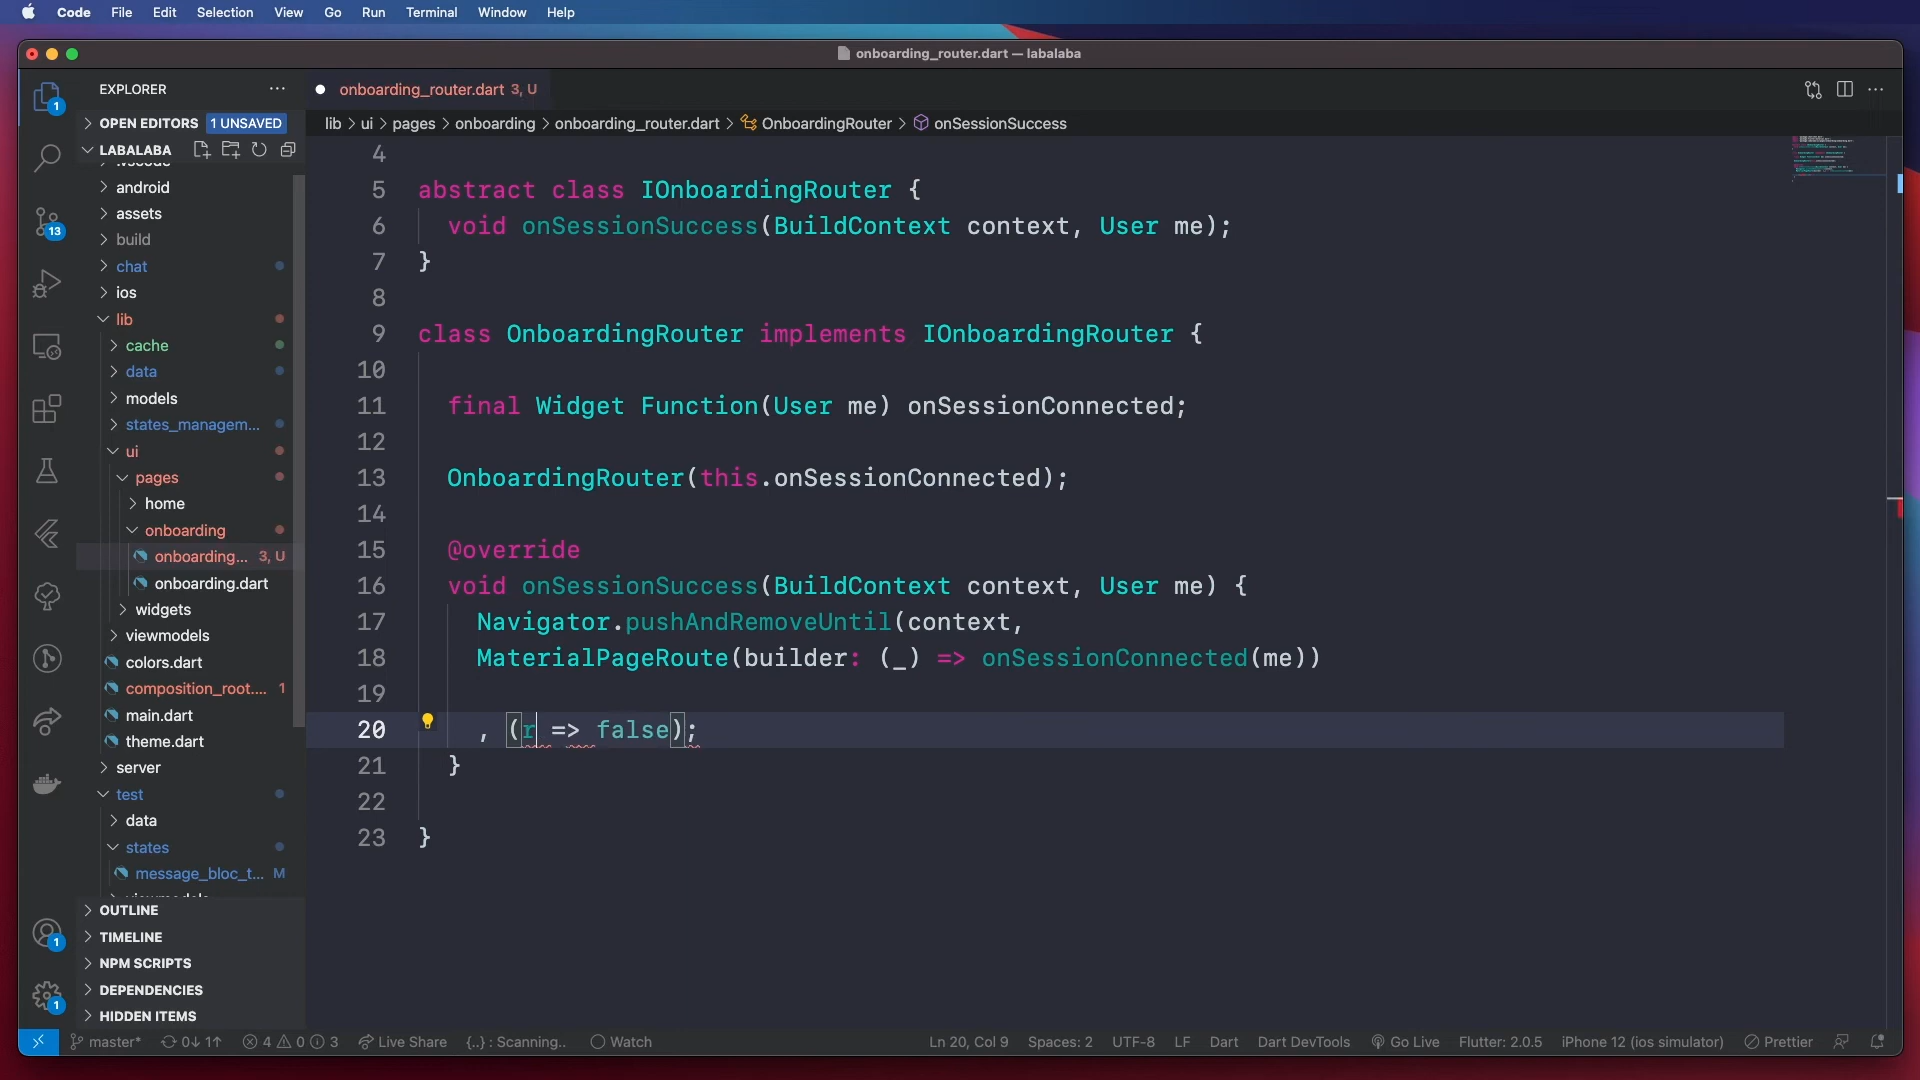 Code File Edit Selection View Go Run Terminal Window Help
onboarding_router.dart — labalaba
EXPLORER
onboarding_router.dart 3, U
OPEN EDITORS 1 UNSAVED
lib > ui > pages > onboarding > onboarding_router.dart > OnboardingRouter > onSessionSuccess
LABALABA
.vscode
android
assets
build
chat
ios
lib
cache
data
models
states_managem...
ui
pages
home
onboarding
onboarding... 3, U
onboarding.dart
widgets
viewmodels
colors.dart
composition_root.... 1
main.dart
theme.dart
server
test
data
states
message_bloc_t... M
OUTLINE
TIMELINE
NPM SCRIPTS
DEPENDENCIES
HIDDEN ITEMS
1
13
1
1
4
5 abstract class IOnboardingRouter {
6 void onSessionSuccess(BuildContext context, User me);
7 }
8
9 class OnboardingRouter implements IOnboardingRouter {
10
11 final Widget Function(User me) onSessionConnected;
12
13 OnboardingRouter(this.onSessionConnected);
14
15 @override
16 void onSessionSuccess(BuildContext context, User me) {
17 Navigator.pushAndRemoveUntil(context,
18 MaterialPageRoute(builder: (_) => onSessionConnected(me))
19
20 , (r => false);
21 }
22
23 }
master* 0↓ 1↑ 4 0 3 Live Share {..} : Scanning.. Watch Ln 20, Col 9 Spaces: 2 UTF-8 LF Dart Dart DevTools Go Live Flutter: 2.0.5 iPhone 12 (ios simulator) Prettier